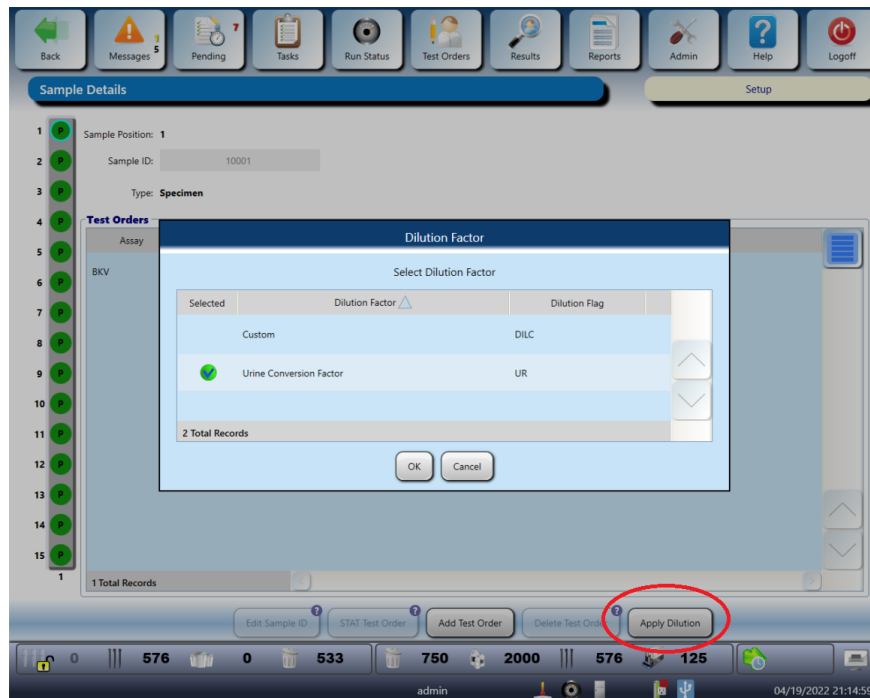 7
5
Back
Messages
Pending
Tasks
Run Status
Test Orders
Results
Reports
Admin
Help
Logoff
Sample Details
Setup
Sample Position: 1
Sample ID: 10001
Type: Specimen
1 P
2 P
3 P
4 P
5 P
6 P
7 P
8 P
9 P
10 P
11 P
12 P
13 P
14 P
15 P
1
Test Orders
Assay
BKV
Dilution Factor
Select Dilution Factor
Selected Dilution Factor Dilution Flag
Custom DILC
Urine Conversion Factor UR
2 Total Records
OK Cancel
1 Total Records
Edit Sample ID ? STAT Test Order ? Add Test Order Delete Test Order ? Apply Dilution
0 576 0 533 750 2000 576 125
admin 04/19/2022 21:14:59